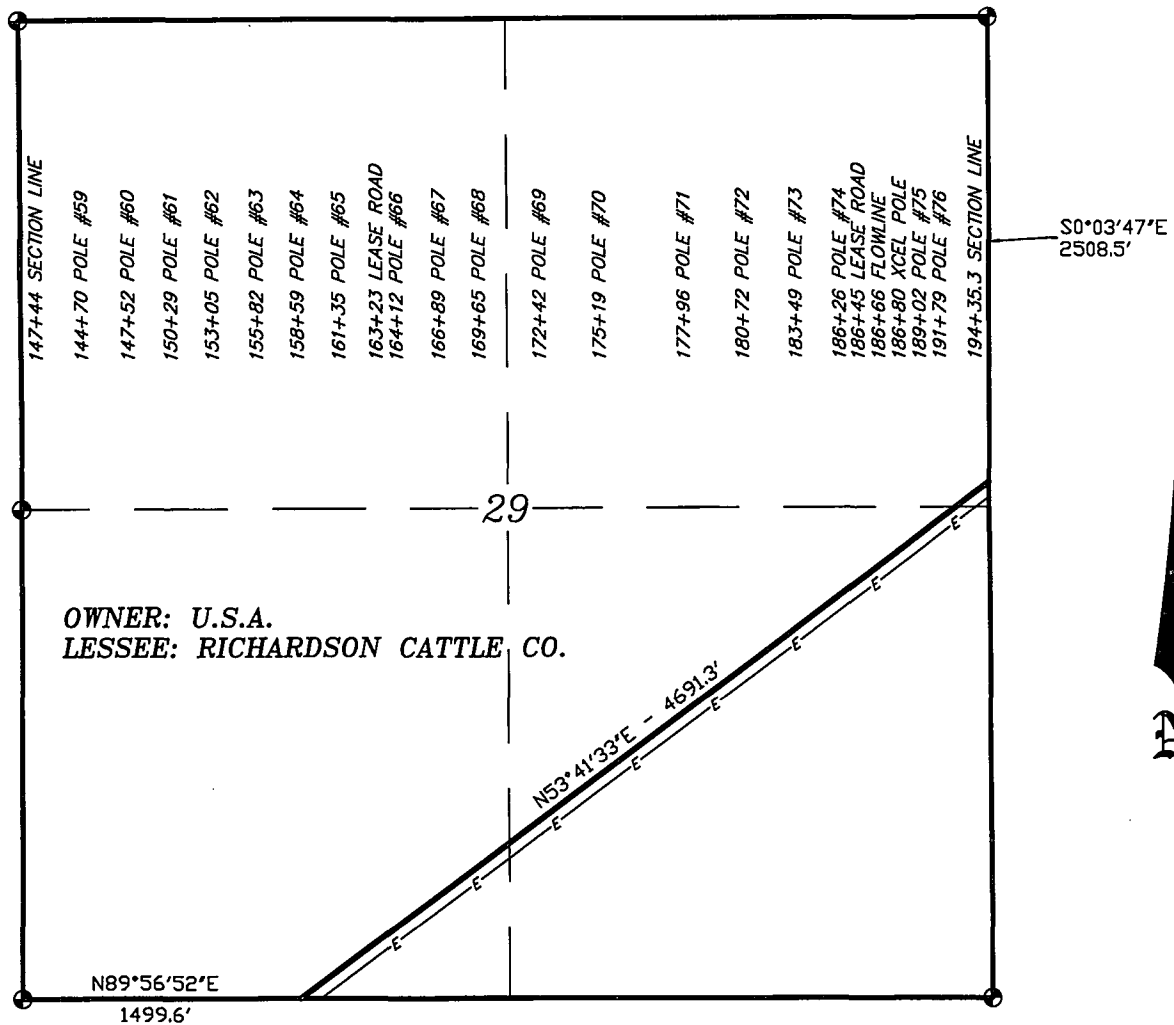 147+44 SECTION LINE
144+70 POLE #59
147+52 POLE #60
150+29 POLE #61
153+05 POLE #62
155+82 POLE #63
158+59 POLE #64
161+35 POLE #65
163+23 LEASE ROAD
164+12 POLE #66
166+89 POLE #67
169+65 POLE #68
172+42 POLE #69
175+19 POLE #70
177+96 POLE #71
180+72 POLE #72
183+49 POLE #73
186+26 POLE #74
186+45 LEASE ROAD
186+66 FLOWLINE
186+80 XCEL POLE
189+02 POLE #75
191+79 POLE #76
194+35.3 SECTION LINE
S0°03'47"E
2508.5'
29
OWNER: U.S.A.
LESSEE: RICHARDSON CATTLE CO.
N53°41'33"E - 4691.3'
E
E
E
E
E
E
E
E
N89°56'52"E
1499.6'